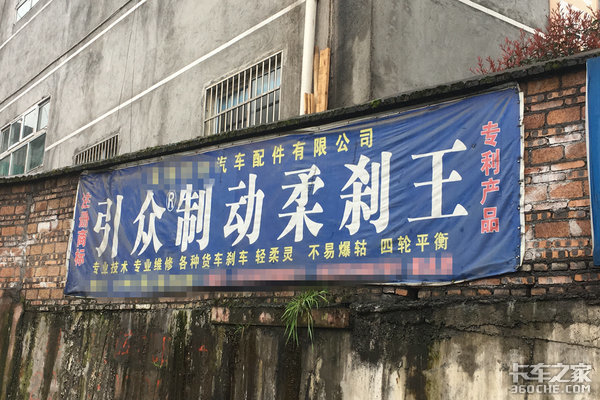 汽车配件有限公司
注册商标
引众®制动柔刹王
专利产品
专业技术 专业维修 各种货车刹车 轻柔灵 不易爆轱 四轮平衡
卡车之家
360CHE.COM